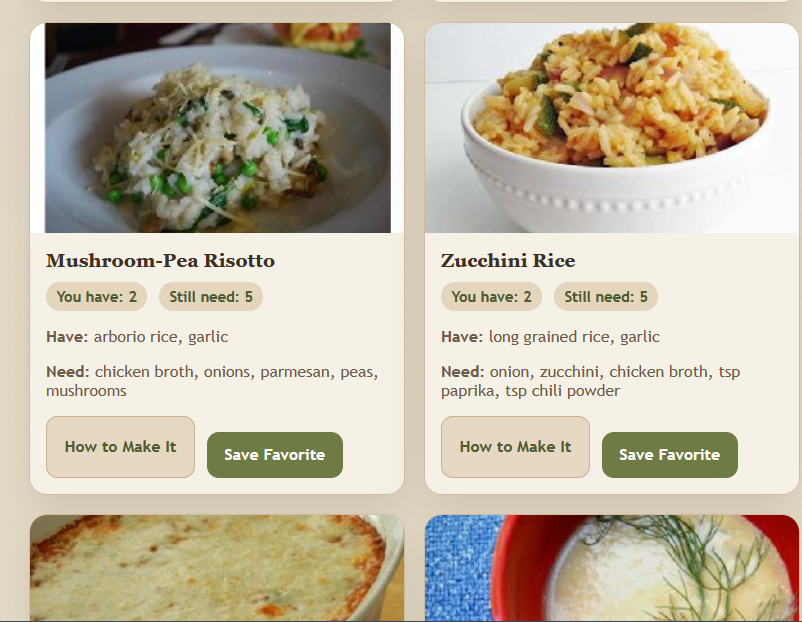 Mushroom-Pea Risotto
You have: 2 Still need: 5
Have: arborio rice, garlic
Need: chicken broth, onions, parmesan, peas,
mushrooms
How to Make It Save Favorite
Zucchini Rice
You have: 2 Still need: 5
Have: long grained rice, garlic
Need: onion, zucchini, chicken broth, tsp
paprika, tsp chili powder
How to Make It Save Favorite